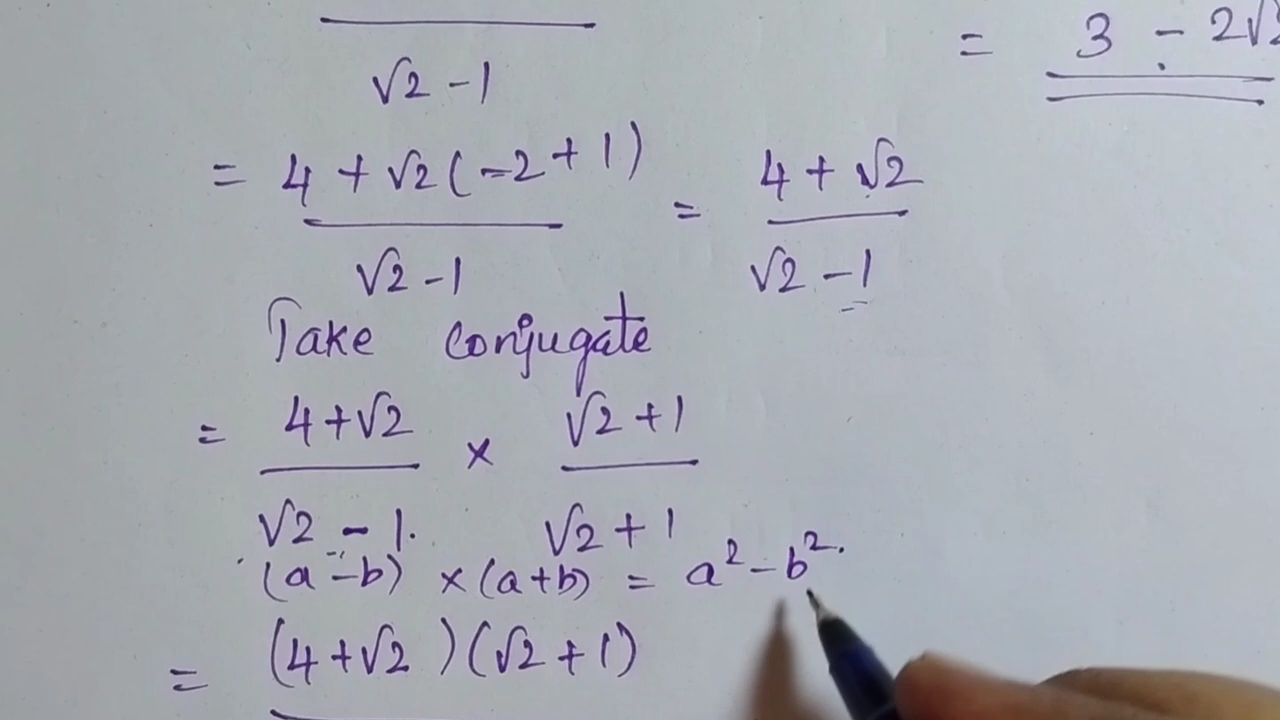 √2 - 1
= 3 - 2√2
= 4 + √2 (-2 + 1) / √2 - 1 = 4 + √2 / √2 - 1
Take conjugate
= 4 + √2 / √2 - 1 × √2 + 1 / √2 + 1
(a - b) × (a + b) = a² - b²
= (4 + √2) (√2 + 1)